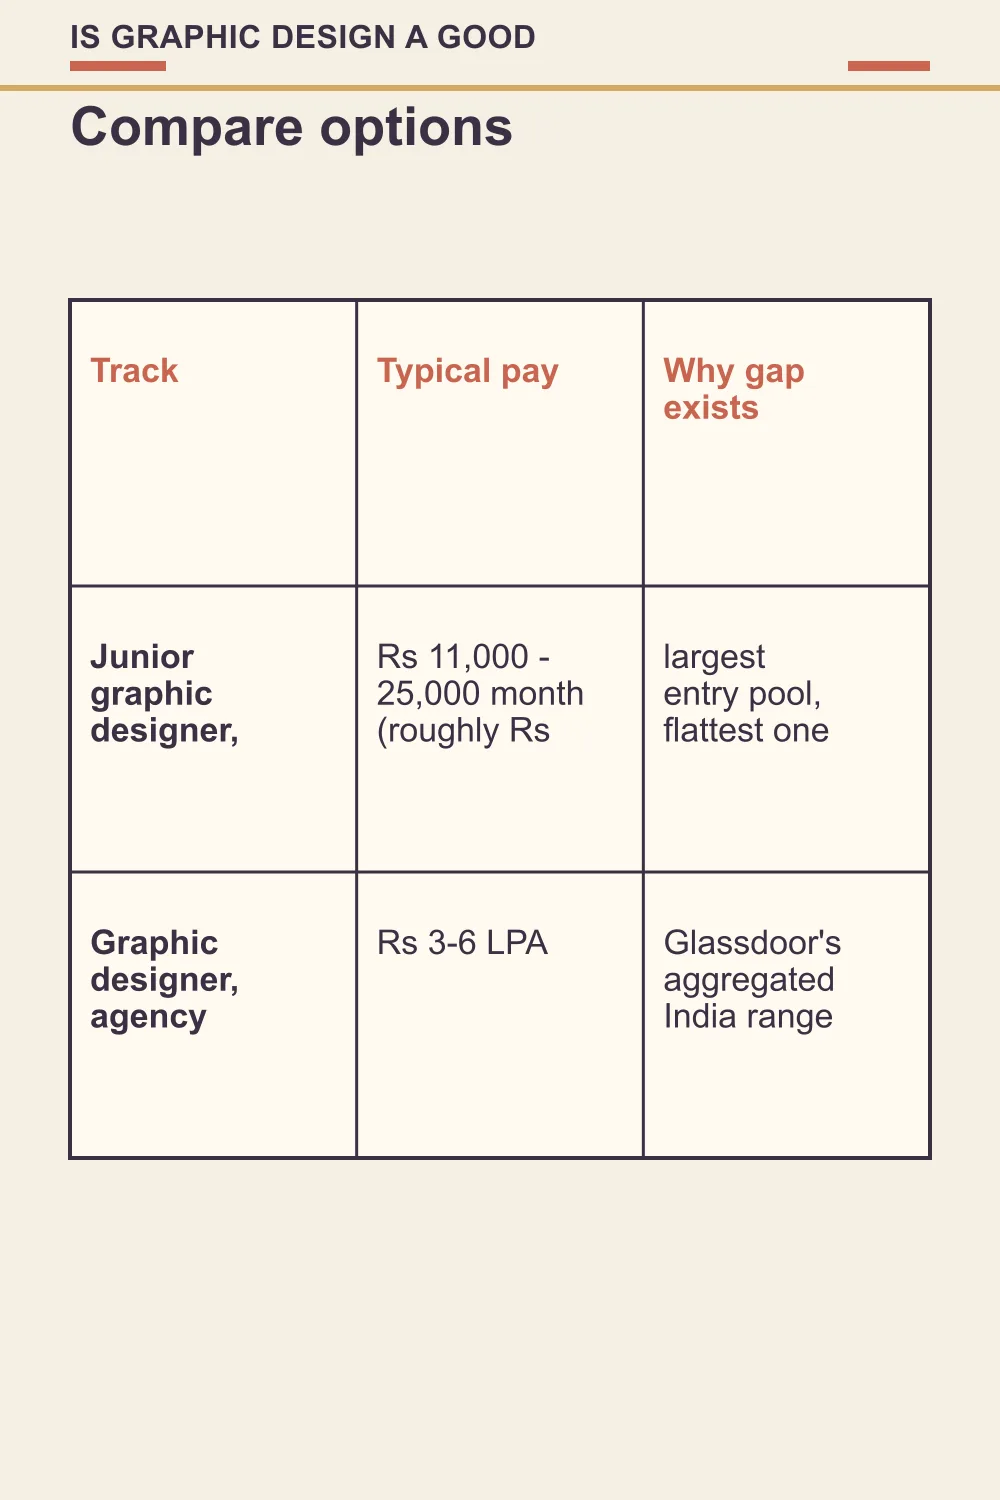 IS GRAPHIC DESIGN A GOOD
Compare options
Track
Typical pay
Why gap
exists
Junior
graphic
designer,
Rs 11,000 -
25,000 month
(roughly Rs
largest
entry pool,
flattest one
Graphic
designer,
agency
Rs 3-6 LPA
Glassdoor's
aggregated
India range